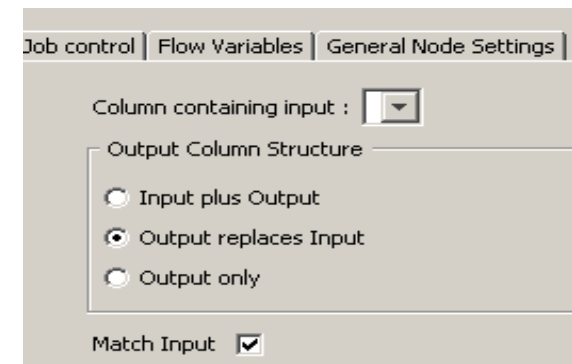 Job control Flow Variables General Node Settings
Column containing input :
Output Column Structure
Input plus Output
Output replaces Input
Output only
Match Input